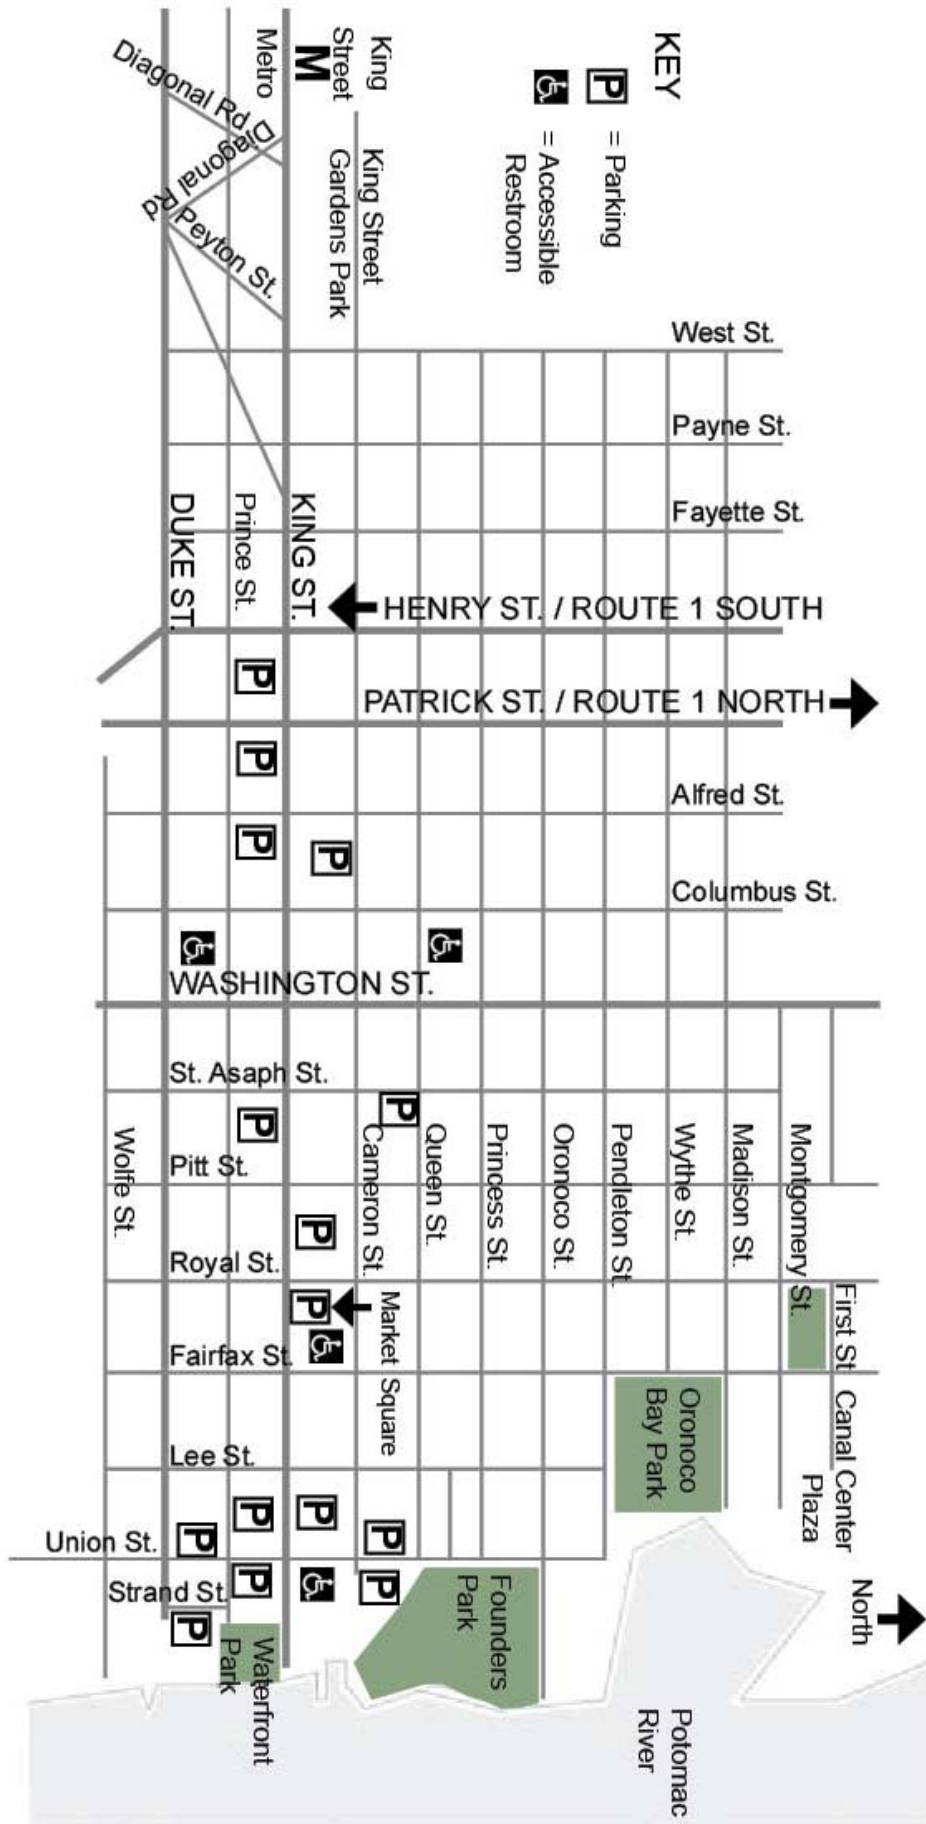 KEY
P = Parking
= Accessible
Restroom
King
Street
M
Metro
King Street
Gardens Park
Diagonal Rd
Diagonal
Rd
Peyton St.
West St.
Payne St.
Fayette St.
KING ST.
Prince St.
DUKE ST.
HENRY ST. / ROUTE 1 SOUTH
P
PATRICK ST. / ROUTE 1 NORTH
P
Alfred St.
P
P
Columbus St.
WASHINGTON ST.
St. Asaph St.
P
P
Pitt St.
Wolfe St.
Cameron St.
Queen St.
Princess St.
Oronoco St.
Pendleton St.
Wythe St.
Madison St.
Montgomery St.
First St.
P
Royal St.
P
Market Square
Fairfax St.
Canal Center
Plaza
Oronoco
Bay Park
Lee St.
P
P
P
P
Union St.
P
P
Strand St.
P
Founders
Park
Waterfront
Park
North
Potomac
River